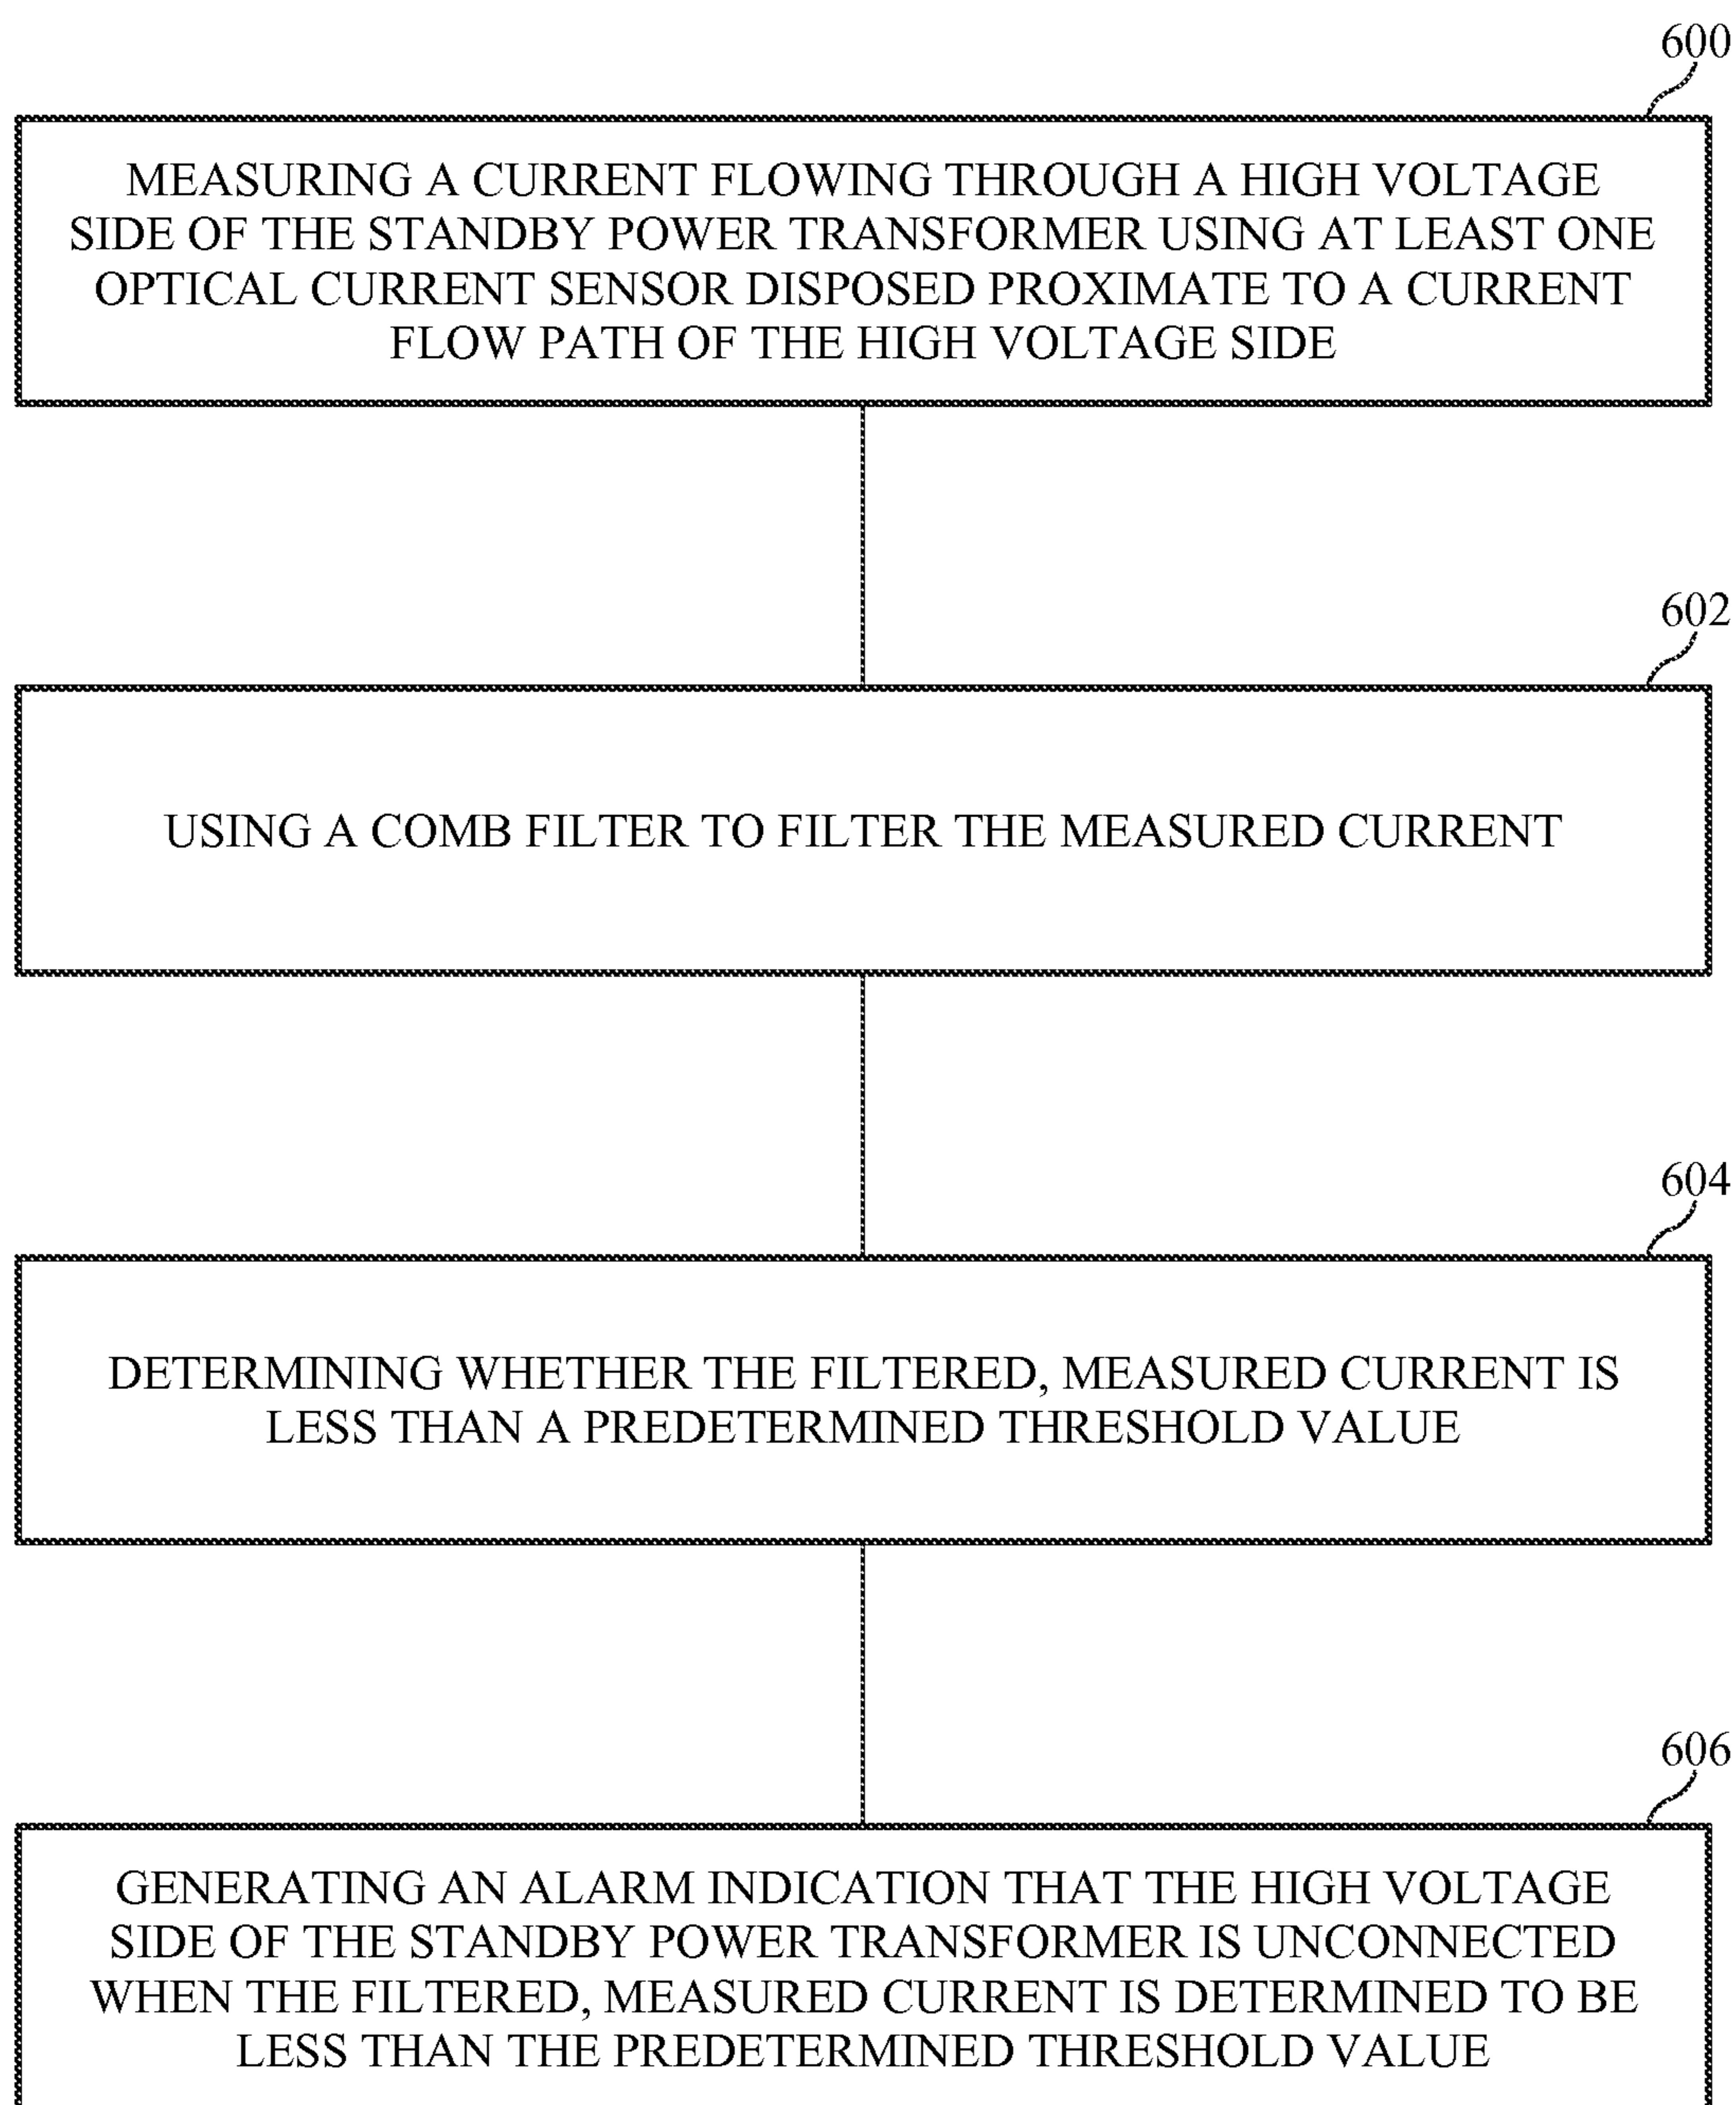 600
MEASURING A CURRENT FLOWING THROUGH A HIGH VOLTAGE
SIDE OF THE STANDBY POWER TRANSFORMER USING AT LEAST ONE
OPTICAL CURRENT SENSOR DISPOSED PROXIMATE TO A CURRENT
FLOW PATH OF THE HIGH VOLTAGE SIDE
602
USING A COMB FILTER TO FILTER THE MEASURED CURRENT
604
DETERMINING WHETHER THE FILTERED, MEASURED CURRENT IS
LESS THAN A PREDETERMINED THRESHOLD VALUE
606
GENERATING AN ALARM INDICATION THAT THE HIGH VOLTAGE
SIDE OF THE STANDBY POWER TRANSFORMER IS UNCONNECTED
WHEN THE FILTERED, MEASURED CURRENT IS DETERMINED TO BE
LESS THAN THE PREDETERMINED THRESHOLD VALUE